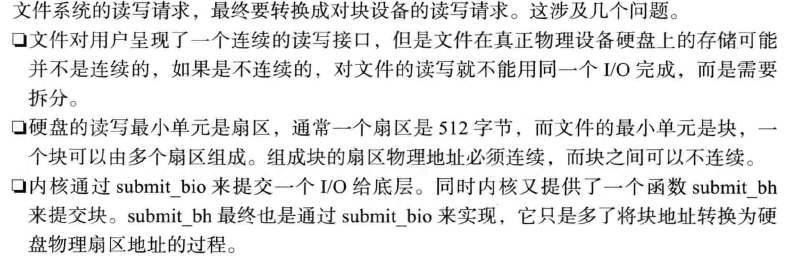 文件系统的读写请求，最终要转换成对块设备的读写请求。这涉及几个问题。
❏文件对用户呈现了一个连续的读写接口，但是文件在真正物理设备硬盘上的存储可能
并不是连续的，如果是不连续的，对文件的读写就不能用同一个 I/O 完成，而是需要
拆分。
❏硬盘的读写最小单元是扇区，通常一个扇区是 512 字节，而文件的最小单元是块，一
个块可以由多个扇区组成。组成块的扇区物理地址必须连续，而块之间可以不连续。
❏内核通过 submit_bio 来提交一个 I/O 给底层。同时内核又提供了一个函数 submit_bh
来提交块。submit_bh 最终也是通过 submit_bio 来实现，它只是多了将块地址转换为硬
盘物理扇区地址的过程。